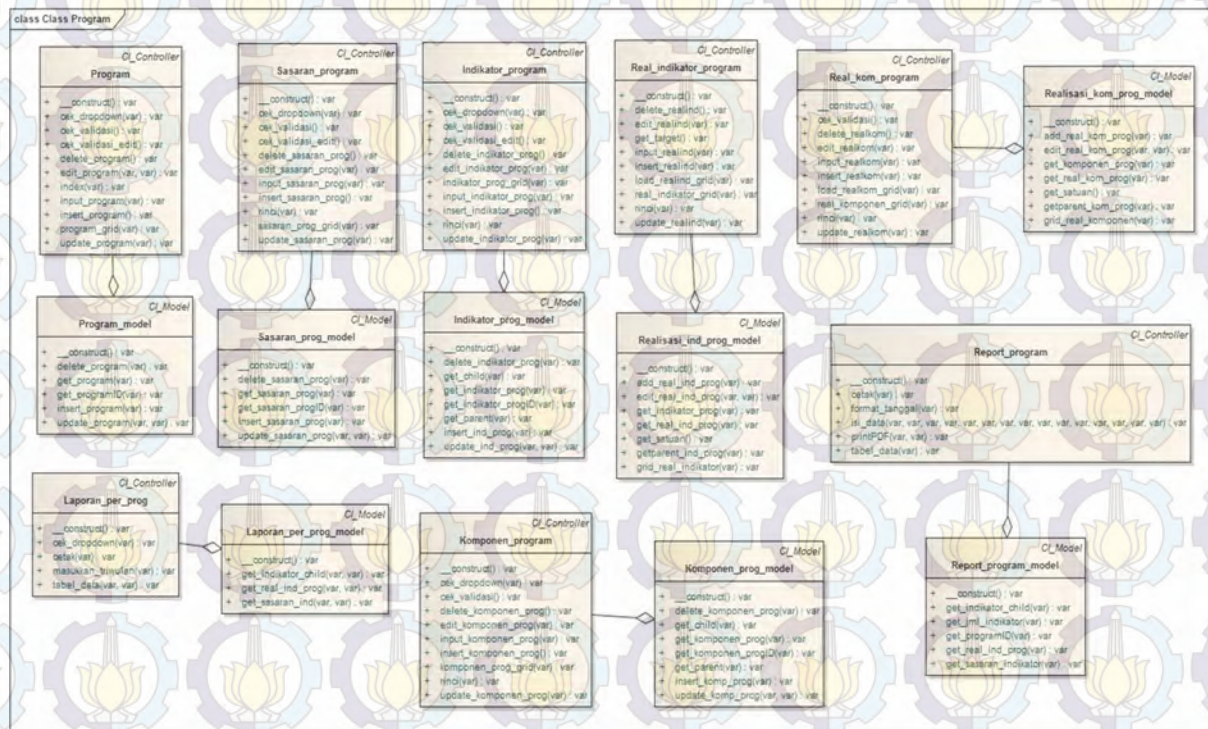 class Class Program
CI_Controller
Program
+ __construct() : var
+ cek_dropdown(var) : var
+ cek_validasi() : var
+ cek_validasi_edit() : var
+ delete_program() : var
+ edit_program(var, var) : var
+ index(var) : var
+ input_program(var) : var
+ insert_program() : var
+ program_grid(var) : var
+ update_program(var) : var
CI_Controller
Sasaran_program
+ __construct() : var
+ cek_dropdown(var) : var
+ cek_validasi() : var
+ cek_validasi_edit() : var
+ delete_sasaran_prog() : var
+ edit_sasaran_prog(var) : var
+ input_sasaran_prog(var) : var
+ insert_sasaran_prog() : var
+ rinci(var) : var
+ sasaran_prog_grid(var) : var
+ update_sasaran_prog(var) : var
CI_Controller
Indikator_program
+ __construct() : var
+ cek_dropdown(var) : var
+ cek_validasi() : var
+ cek_validasi_edit() : var
+ delete_indikator_prog() : var
+ edit_indikator_prog(var) : var
+ indikator_prog_grid(var) : var
+ input_indikator_prog(var) : var
+ insert_indikator_prog() : var
+ rinci(var) : var
+ update_indikator_prog(var) : var
CI_Controller
Real_indikator_program
+ __construct() : var
+ delete_realind() : var
+ edit_realind(var) : var
+ get_target() : var
+ input_realind(var) : var
+ insert_realind(var) : var
+ load_realind_grid(var) : var
+ real_indikator_grid(var) : var
+ rinci(var) : var
+ update_realind(var) : var
CI_Controller
Real_kom_program
+ __construct() : var
+ cek_validasi() : var
+ delete_realkom() : var
+ edit_realkom(var) : var
+ input_realkom(var) : var
+ insert_realkom(var) : var
+ load_realkom_grid(var) : var
+ real_komponen_grid(var) : var
+ rinci(var) : var
+ update_realkom(var) : var
CI_Model
Realisasi_kom_prog_model
+ __construct() : var
+ add_real_kom_prog(var) : var
+ edit_real_kom_prog(var, var) : var
+ get_komponen_prog(var) : var
+ get_real_kom_prog(var) : var
+ get_satuan() : var
+ getparent_kom_prog(var) : var
+ grid_real_komponen(var) : var
CI_Model
Program_model
+ __construct() : var
+ delete_program(var) : var
+ get_program(var) : var
+ get_programID(var) : var
+ insert_program(var) : var
+ update_program(var, var) : var
CI_Model
Sasaran_prog_model
+ __construct() : var
+ delete_sasaran_prog(var) : var
+ get_sasaran_prog(var) : var
+ get_sasaran_progID(var) : var
+ insert_sasaran_prog(var) : var
+ update_sasaran_prog(var, var) : var
CI_Model
Indikator_prog_model
+ __construct() : var
+ delete_indikator_prog(var) : var
+ get_child(var) : var
+ get_indikator_prog(var) : var
+ get_indikator_progID(var) : var
+ get_parent(var) : var
+ insert_ind_prog(var) : var
+ update_ind_prog(var, var) : var
CI_Model
Realisasi_ind_prog_model
+ __construct() : var
+ add_real_ind_prog(var) : var
+ edit_real_ind_prog(var, var) : var
+ get_indikator_prog(var) : var
+ get_real_ind_prog(var) : var
+ get_satuan() : var
+ getparent_ind_prog(var) : var
+ grid_real_indikator(var) : var
CI_Controller
Report_program
+ __construct() : var
+ cetak(var) : var
+ format_tanggal(var) : var
+ isi_data(var, var, var, var, var, var, var, var, var, var, var, var, var, var) : var
+ printPDF(var, var) : var
+ tabel_data(var) : var
CI_Controller
Laporan_per_prog
+ __construct() : var
+ cek_dropdown(var) : var
+ cetak(var) : var
+ masukan_triwulan(var) : var
+ tabel_data(var, var) : var
CI_Model
Laporan_per_prog_model
+ __construct() : var
+ get_indikator_child(var, var) : var
+ get_real_ind_prog(var, var) : var
+ get_sasaran_ind(var, var) : var
CI_Controller
Komponen_program
+ __construct() : var
+ cek_dropdown(var) : var
+ cek_validasi() : var
+ delete_komponen_prog() : var
+ edit_komponen_prog(var) : var
+ input_komponen_prog(var) : var
+ insert_komponen_prog() : var
+ komponen_prog_grid(var) : var
+ rinci(var) : var
+ update_komponen_prog(var) : var
CI_Model
Komponen_prog_model
+ __construct() : var
+ delete_komponen_prog(var) : var
+ get_child(var) : var
+ get_komponen_prog(var) : var
+ get_komponen_progID(var) : var
+ get_parent(var) : var
+ insert_komp_prog(var) : var
+ update_komp_prog(var, var) : var
CI_Model
Report_program_model
+ __construct() : var
+ get_indikator_child(var) : var
+ get_jml_indikator(var) : var
+ get_programID(var) : var
+ get_real_ind_prog(var) : var
+ get_sasaran_indikator(var) : var